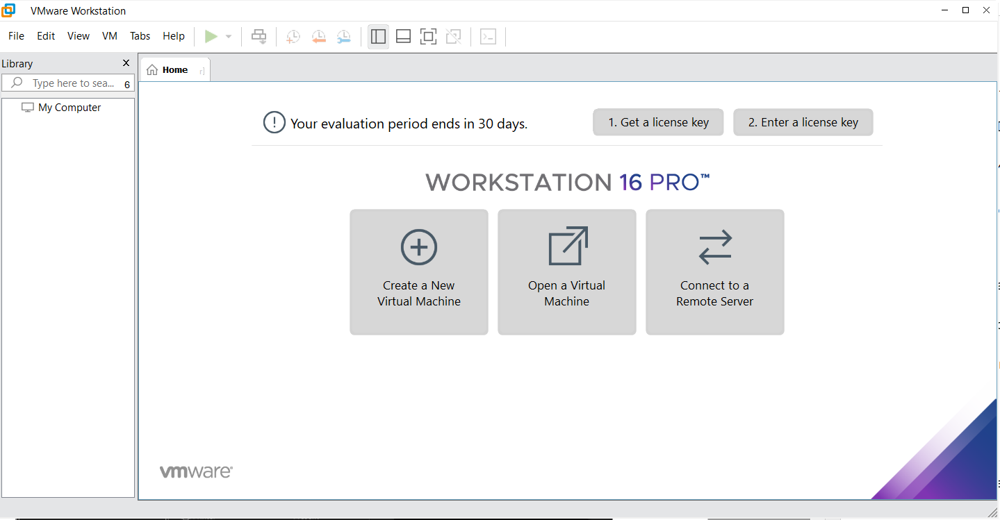 VMware Workstation
File Edit View VM Tabs Help
Library X
Type here to sea... 6
My Computer
Home
Your evaluation period ends in 30 days.
1. Get a license key
2. Enter a license key
WORKSTATION 16 PRO™
Create a New
Virtual Machine
Open a Virtual
Machine
Connect to a
Remote Server
vmware®